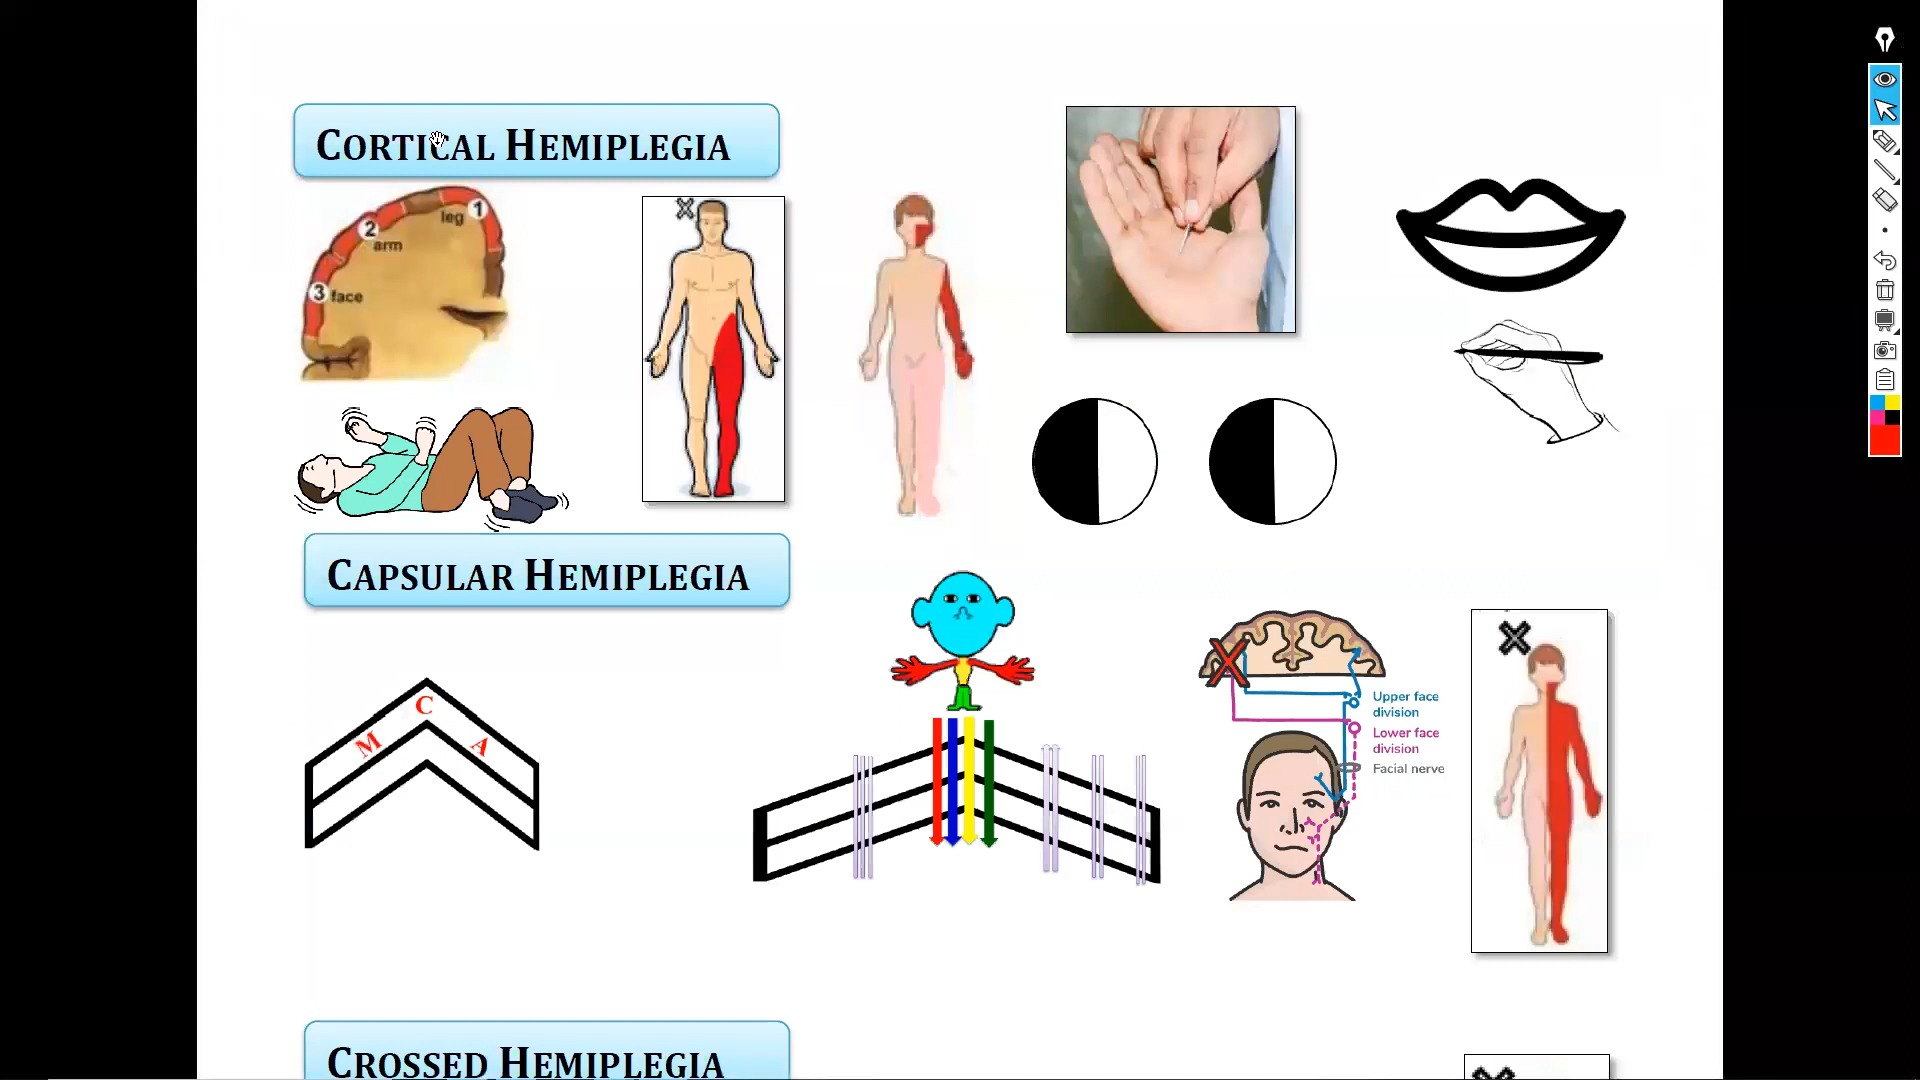 CORTICAL HEMIPLEGIA
1
leg
2
arm
3 face
CAPSULAR HEMIPLEGIA
C
M
A
Upper face
division
Lower face
division
Facial nerve
CROSSED HEMIPLEGIA